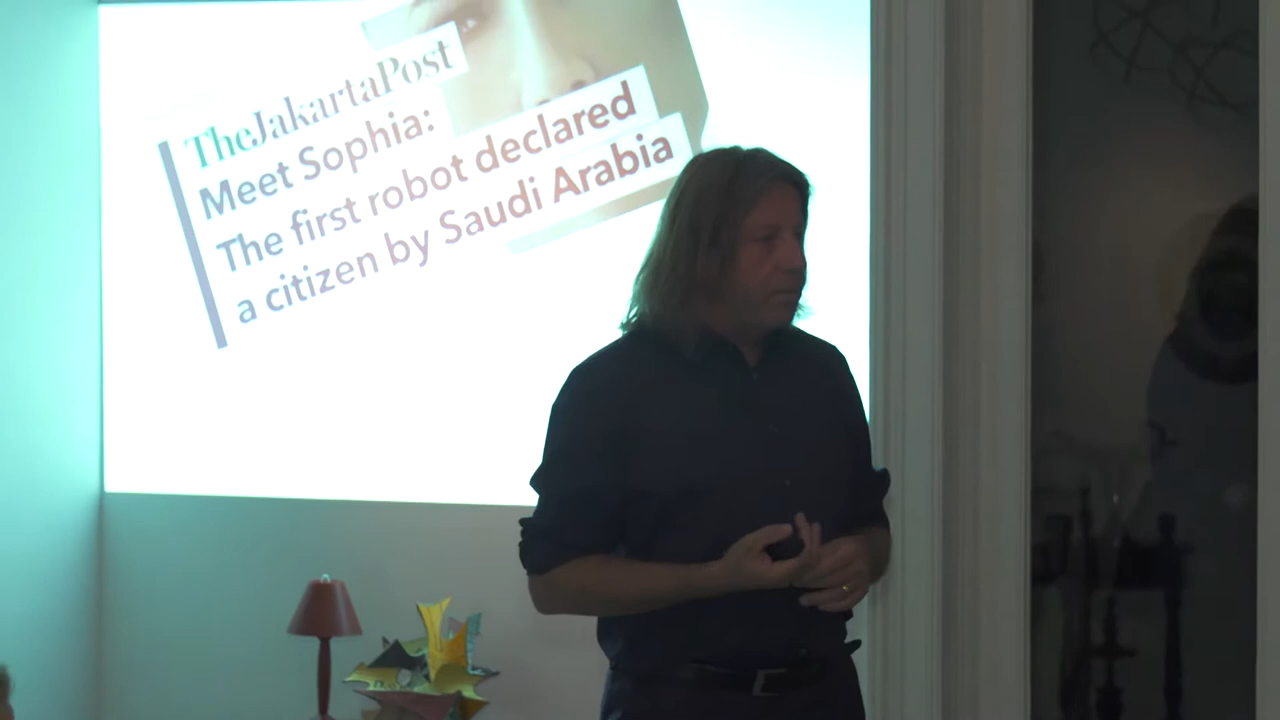 TheJakartaPost
Meet Sophia:
The first robot declared
a citizen by Saudi Arabia